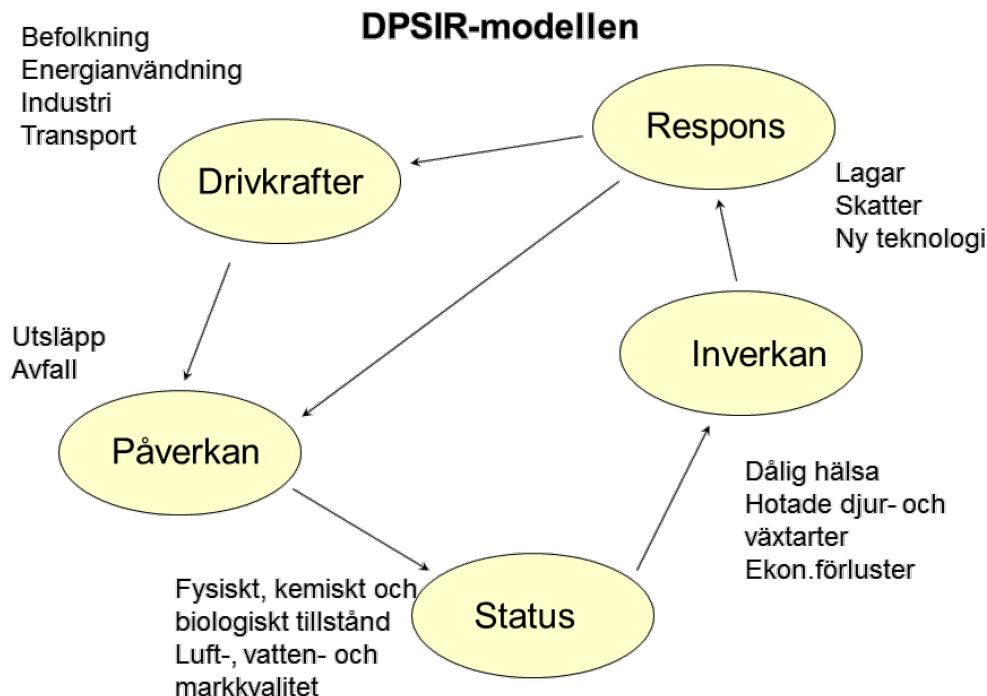 DPSIR-modellen
Befolkning
Energianvändning
Industri
Transport
Drivkrafter
Respons
Lagar
Skatter
Ny teknologi
Utsläpp
Avfall
Inverkan
Påverkan
Dålig hälsa
Hotade djur- och
växtarter
Ekon.förluster
Status
Fysiskt, kemiskt och
biologiskt tillstånd
Luft-, vatten- och
markkvalitet